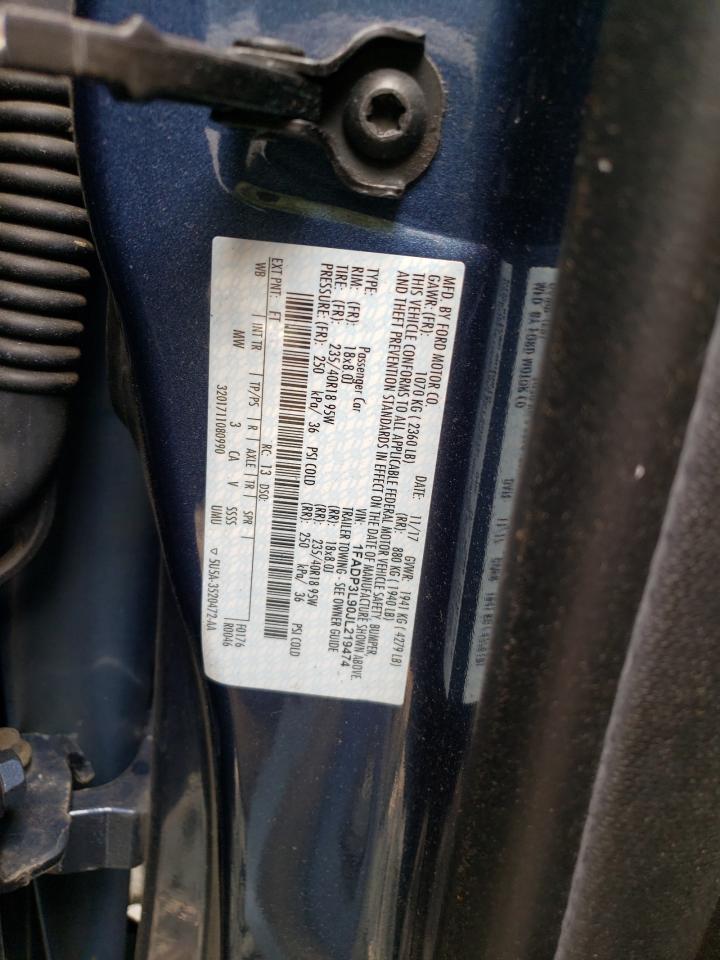 MFD. BY FORD MOTOR CO.
DATE: 11/17 GVWR: 1941 KG ( 4279 LB)
GAWR: (FR): 1070 KG ( 2360 LB) (RR): 880 KG ( 1940 LB)
THIS VEHICLE CONFORMS TO ALL APPLICABLE FEDERAL MOTOR VEHICLE SAFETY, BUMPER,
AND THEFT PREVENTION STANDARDS IN EFFECT ON THE DATE OF MANUFACTURE SHOWN ABOVE.
VIN: 1FADP3L90JL219474
TYPE: Passenger Car TRAILER TOWING - SEE OWNER GUIDE
RIM: (FR) 18x8.0J (RR): 18x8.0J
TIRE: (FR): 235/40R18 95W (RR): 235/40R18 95W
PRESSURE: (FR): 250 kPa/ 36 PSI COLD (RR): 250 kPa/ 36 PSI COLD
EXT PNT: FT RC: 13 DSO: F0176
WB INT TR TP/PS R AXLE TR SPR R0046
MW 3 CA V SSSS UMU
3201711080990 ▽ 5U5A-3520472-AA